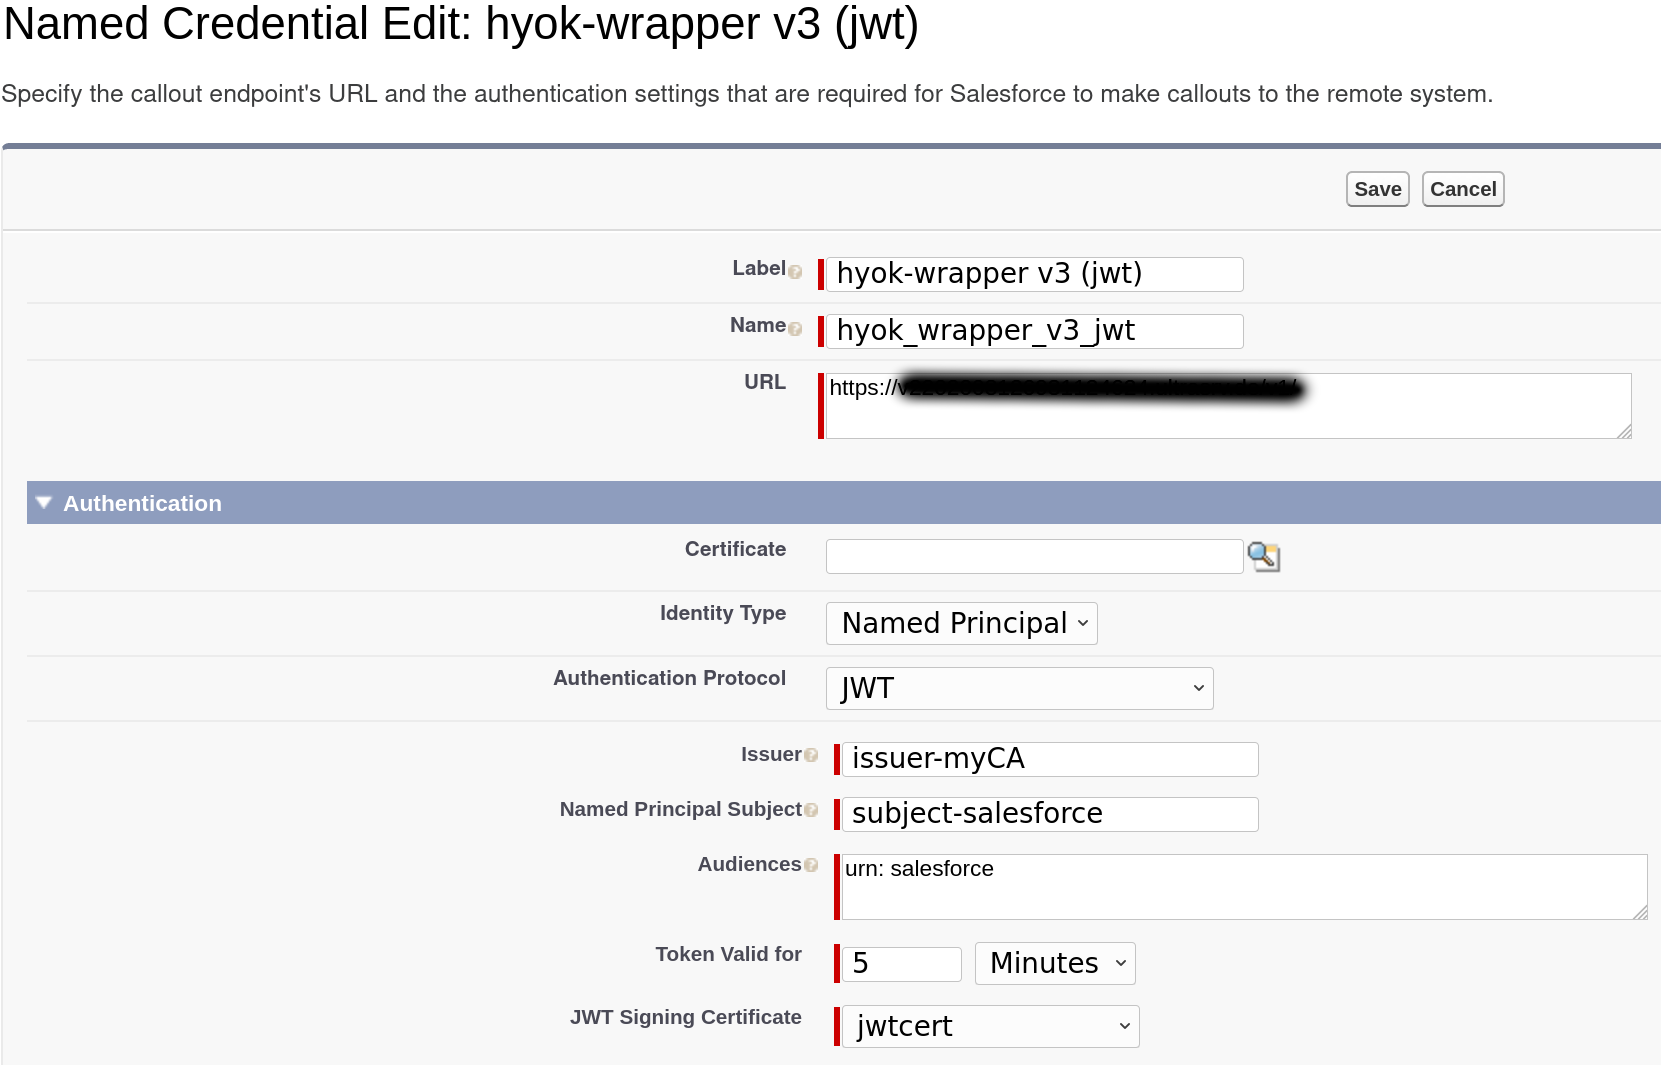 Named Credential Edit: hyok-wrapper v3 (jwt)
Specify the callout endpoint's URL and the authentication settings that are required for Salesforce to make callouts to the remote system.
Save Cancel
Label hyok-wrapper v3 (jwt)
Name hyok_wrapper_v3_jwt
URL https://
Authentication
Certificate
Identity Type Named Principal
Authentication Protocol JWT
Issuer issuer-myCA
Named Principal Subject subject-salesforce
Audiences urn: salesforce
Token Valid for 5 Minutes
JWT Signing Certificate jwtcert